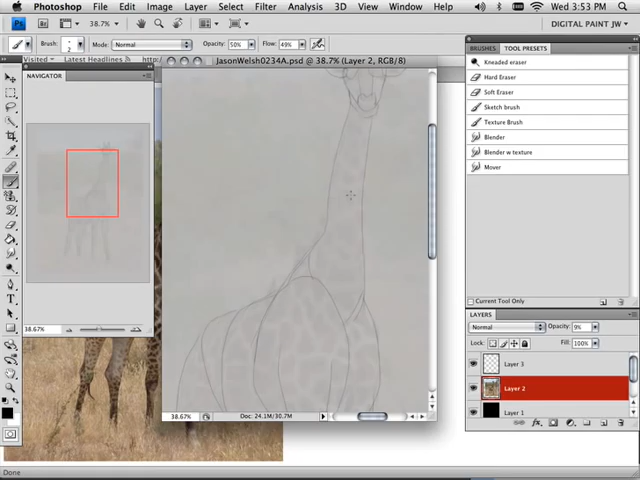 Photoshop File Edit Image Layer Select Filter Analysis 3D View Wed 3:53 PM
Brush: 2 Mode: Normal Opacity: 50% Flow: 49%
38.7% DIGITAL PAINT JW
Visited Latest Headlines
NAVIGATOR
38.67%
JasonWelsh0234A.psd @ 38.7% (Layer 2, RGB/8)
38.67% Doc: 24.1M/30.7M
BRUSHES TOOL PRESETS
Kneaded eraser
Hard Eraser
Soft Eraser
Sketch brush
Texture Brush
Blender
Blender w texture
Mover
Current Tool Only
LAYERS
Normal Opacity: 9%
Lock: Fill: 100%
Layer 3
Layer 2
Layer 1
Done